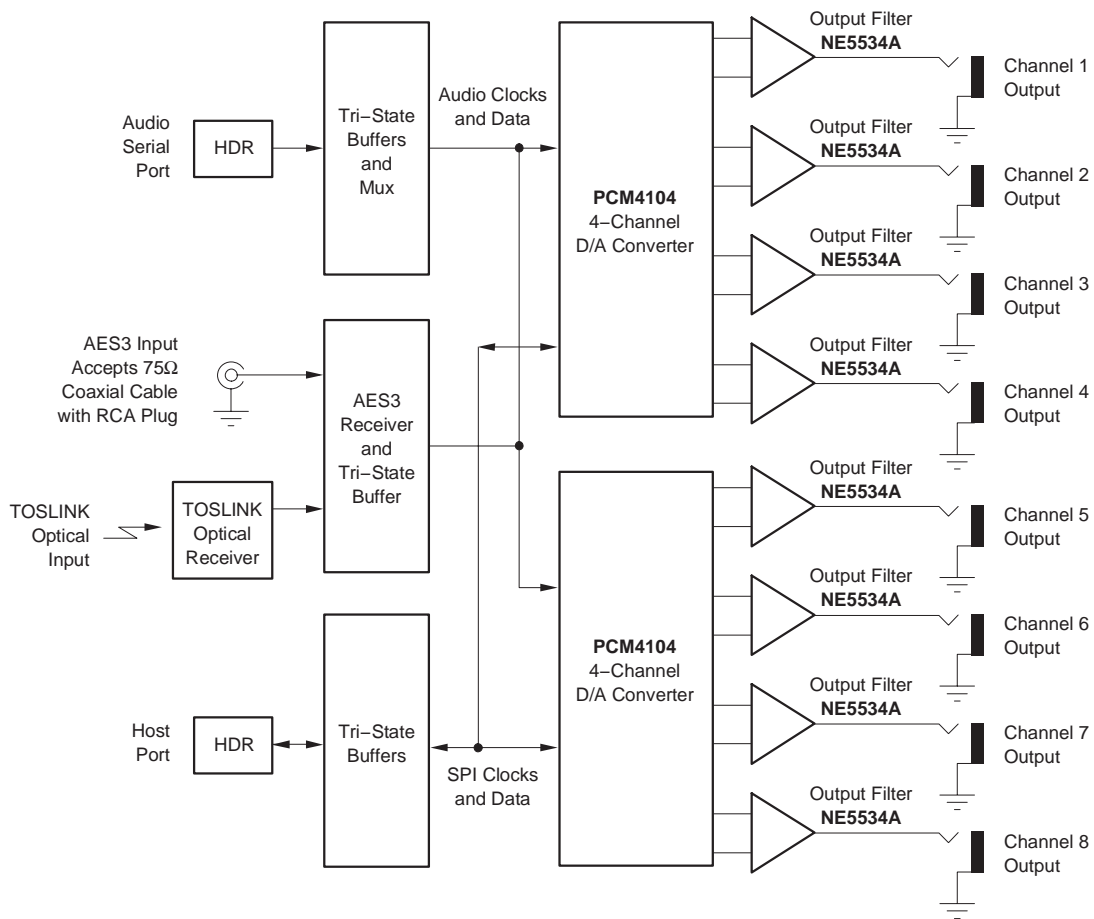 Audio
Serial
Port
HDR
Tri−State
Buffers
and
Mux
Audio Clocks
and Data
PCM4104
4−Channel
D/A Converter
Output Filter
NE5534A
Channel 1
Output
Output Filter
NE5534A
Channel 2
Output
Output Filter
NE5534A
Channel 3
Output
Output Filter
NE5534A
Channel 4
Output
AES3 Input
Accepts 75Ω
Coaxial Cable
with RCA Plug
AES3
Receiver
and
Tri−State
Buffer
TOSLINK
Optical
Input
TOSLINK
Optical
Receiver
Host
Port
HDR
Tri−State
Buffers
SPI Clocks
and Data
PCM4104
4−Channel
D/A Converter
Output Filter
NE5534A
Channel 5
Output
Output Filter
NE5534A
Channel 6
Output
Output Filter
NE5534A
Channel 7
Output
Output Filter
NE5534A
Channel 8
Output